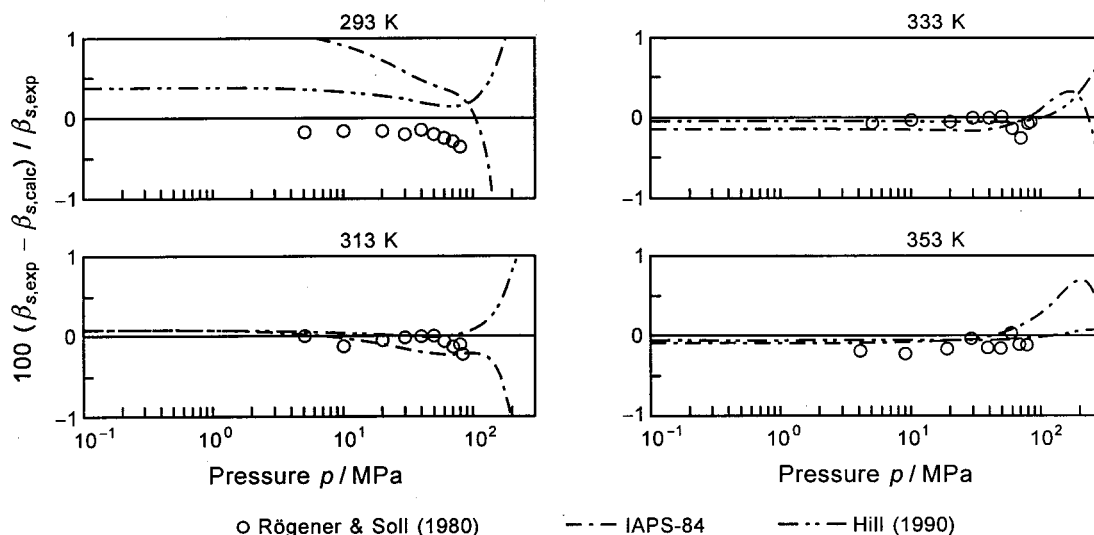 293 K
333 K
1
0
−1
1
0
−1
313 K
353 K
1
0
−1
1
0
−1
100 (βs,exp − βs,calc) / βs,exp
10⁻¹ 10⁰ 10¹ 10²
10⁻¹ 10⁰ 10¹ 10²
Pressure p / MPa
Pressure p / MPa
Rögener & Soll (1980) IAPS-84 Hill (1990)